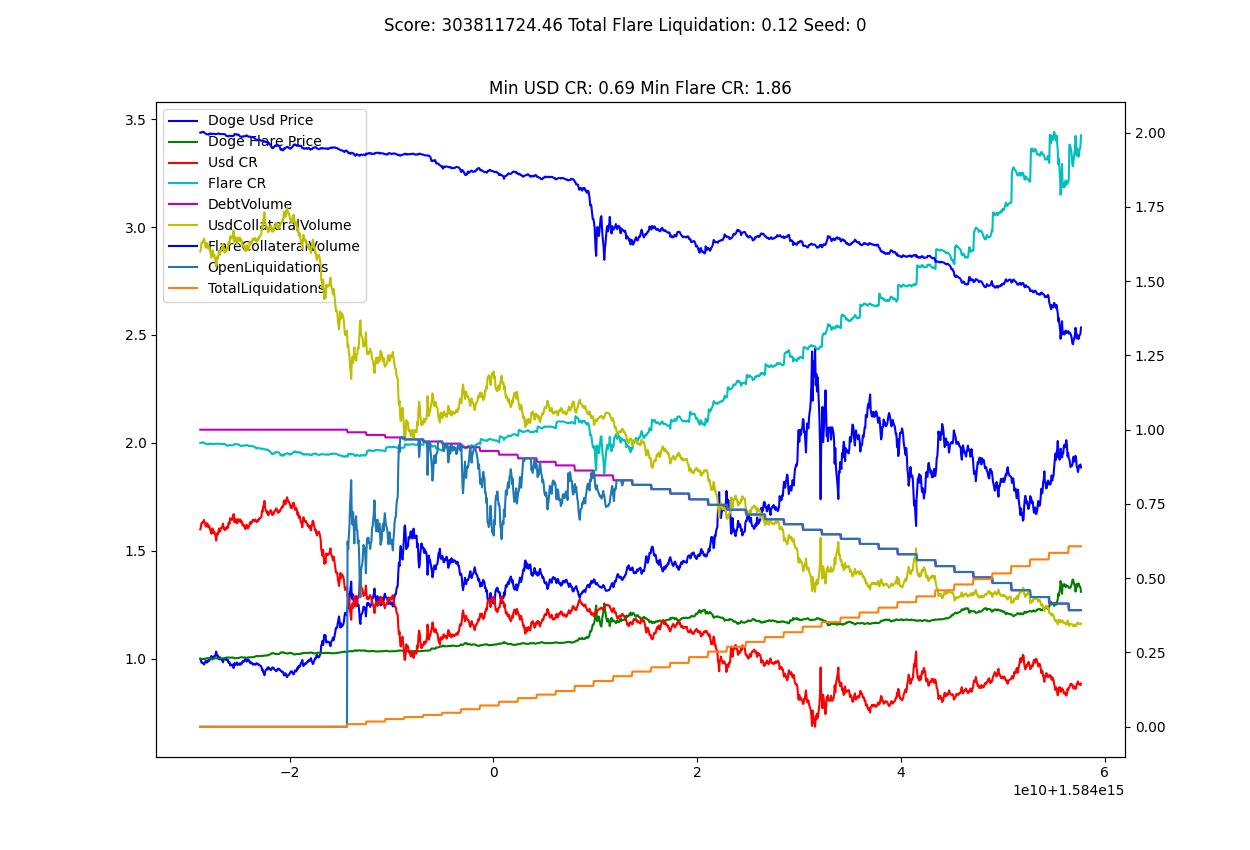 Score: 303811724.46 Total Flare Liquidation: 0.12 Seed: 0
Min USD CR: 0.69 Min Flare CR: 1.86
Doge Usd Price
Doge Flare Price
Usd CR
Flare CR
DebtVolume
UsdCollateralVolume
FlareCollateralVolume
OpenLiquidations
TotalLiquidations
3.5
3.0
2.5
2.0
1.5
1.0
2.00
1.75
1.50
1.25
1.00
0.75
0.50
0.25
0.00
−2
0
2
4
6
1e10+1.584e15